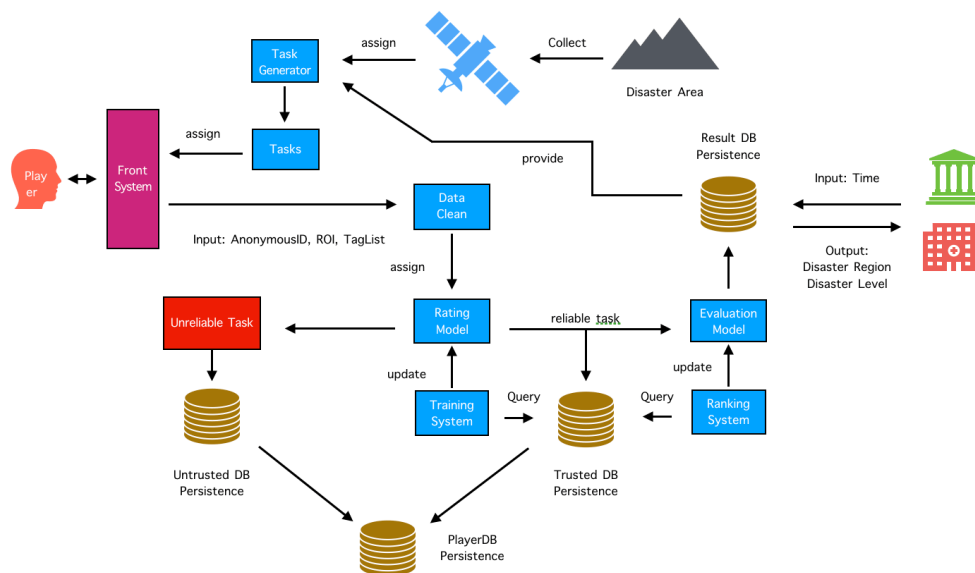 Task
Generator
assign
Collect
Disaster Area
Tasks
assign
provide
Result DB
Persistence
Play
er
Front
System
Data
Clean
Input: Time
Input: AnonymousID, ROI, TagList
Output:
Disaster Region
Disaster Level
assign
Unreliable Task
Rating
Model
reliable task
Evaluation
Model
update
update
Training
System
Query
Query
Ranking
System
Untrusted DB
Persistence
Trusted DB
Persistence
PlayerDB
Persistence